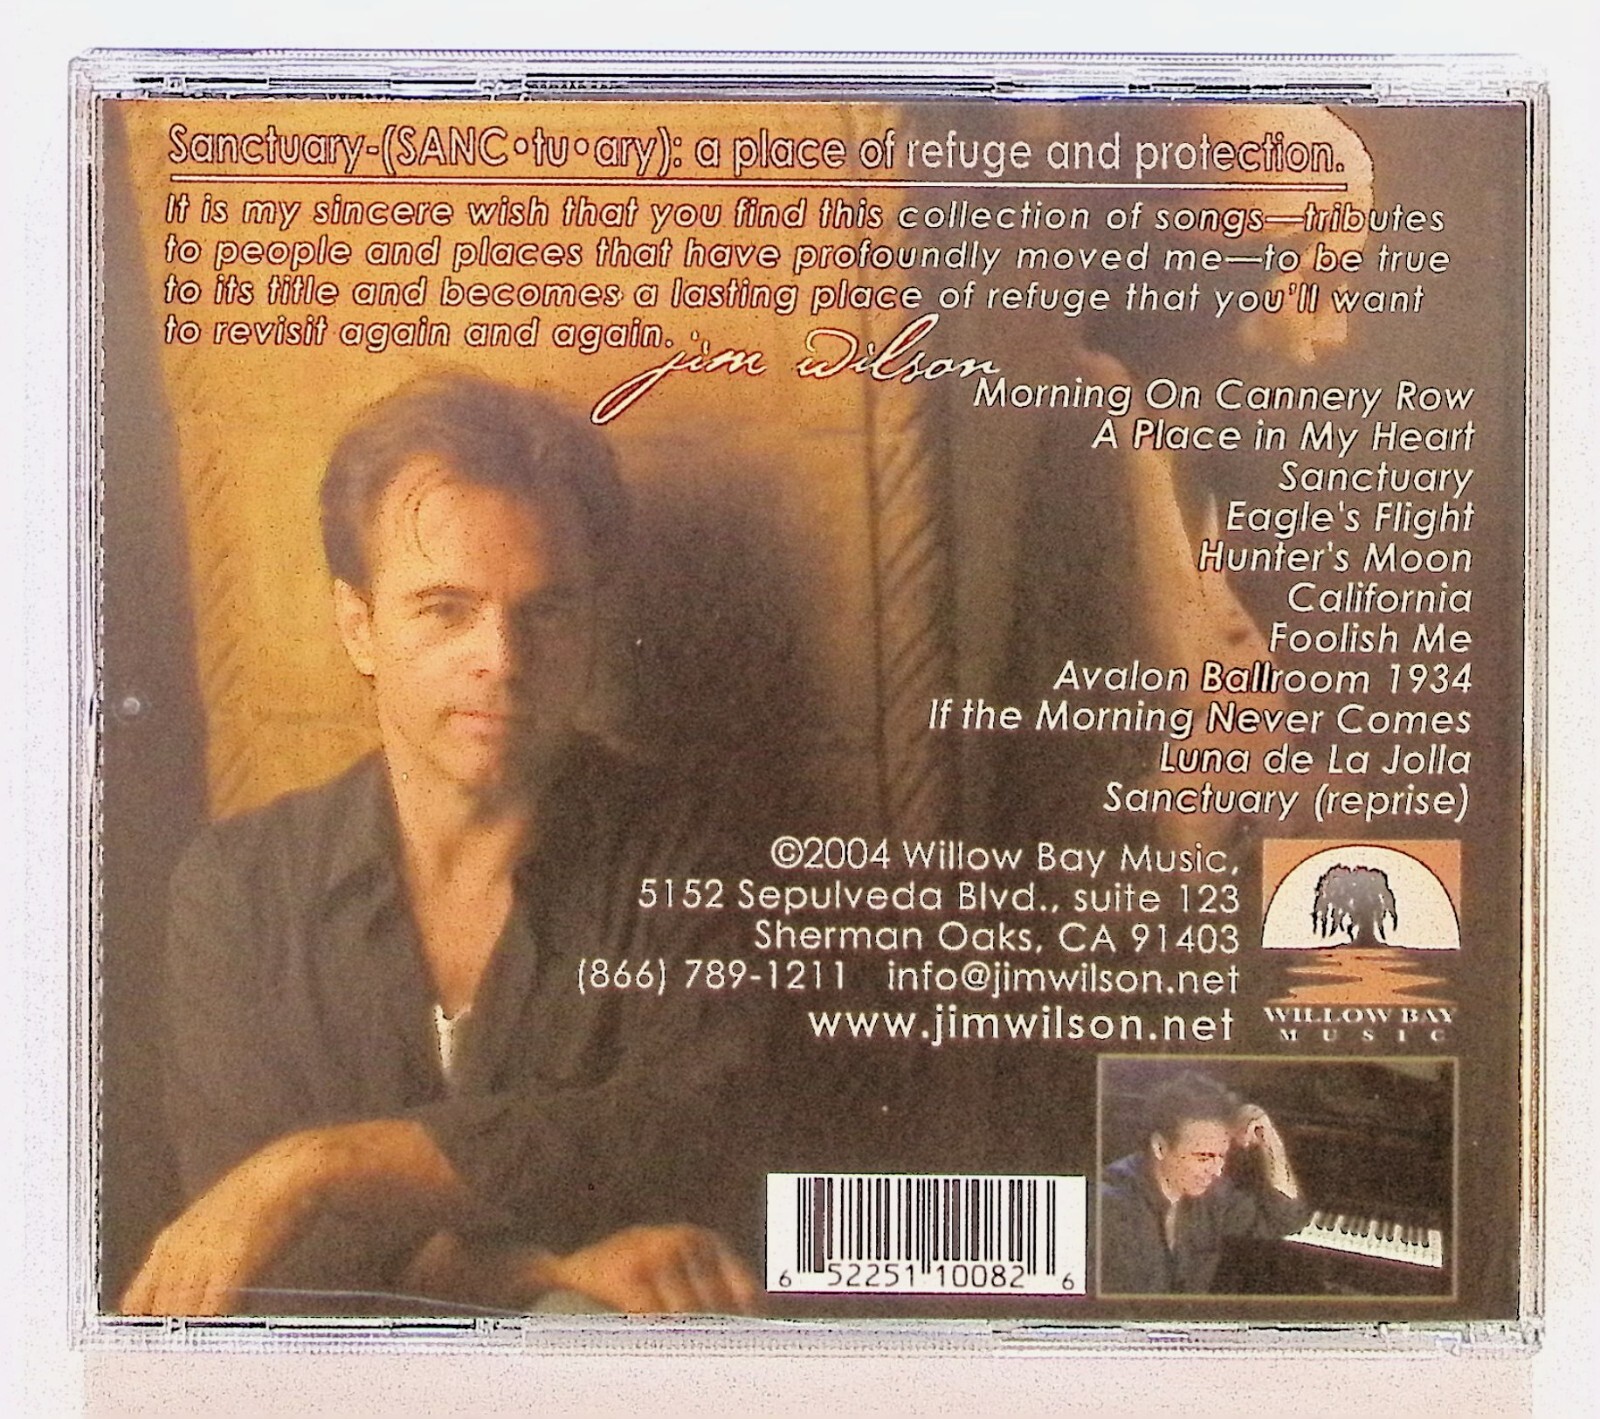 Sanctuary-(SANC•tu•ary): a place of refuge and protection.
It is my sincere wish that you find this collection of songs—tributes
to people and places that have profoundly moved me—to be true
to its title and becomes a lasting place of refuge that you'll want
to revisit again and again.
jim wilson
Morning On Cannery Row
A Place in My Heart
Sanctuary
Eagle's Flight
Hunter's Moon
California
Foolish Me
Avalon Ballroom 1934
If the Morning Never Comes
Luna de La Jolla
Sanctuary (reprise)
©2004 Willow Bay Music,
5152 Sepulveda Blvd., suite 123
Sherman Oaks, CA 91403
(866) 789-1211 info@jimwilson.net
www.jimwilson.net
WILLOW BAY
MUSIC
6 52251 10082 6